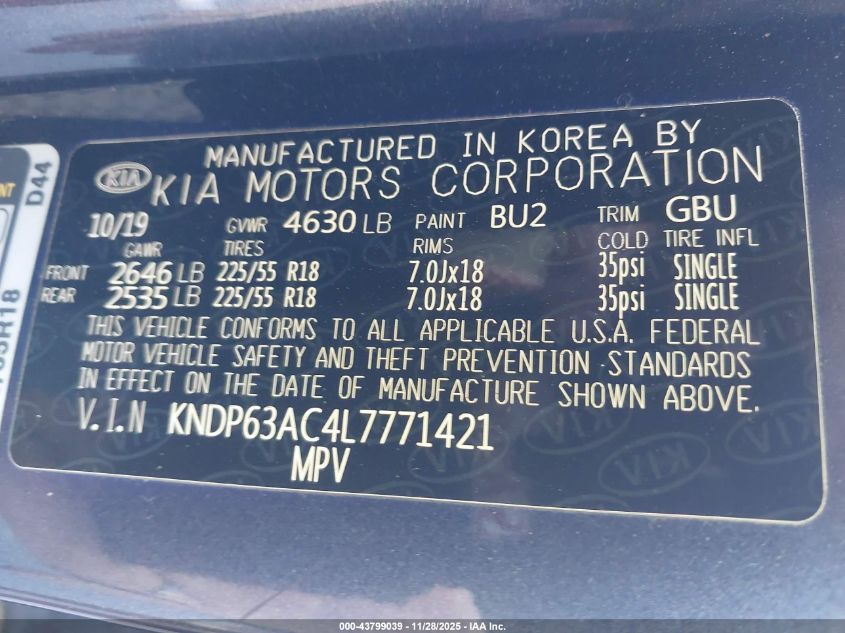 MANUFACTURED IN KOREA BY
KIA KIA MOTORS CORPORATION
10/19 GVWR 4630 LB PAINT BU2 TRIM GBU
GAWR TIRES RIMS COLD TIRE INFL
FRONT 2646 LB 225/55 R18 7.0Jx18 35psi SINGLE
REAR 2535 LB 225/55 R18 7.0Jx18 35psi SINGLE
THIS VEHICLE CONFORMS TO ALL APPLICABLE U.S.A. FEDERAL
MOTOR VEHICLE SAFETY AND THEFT PREVENTION STANDARDS
IN EFFECT ON THE DATE OF MANUFACTURE SHOWN ABOVE.
V.I.N KNDP63AC4L7771421
MPV
D44
000-43799039 | 11/28/2025 - IAA, Corp.